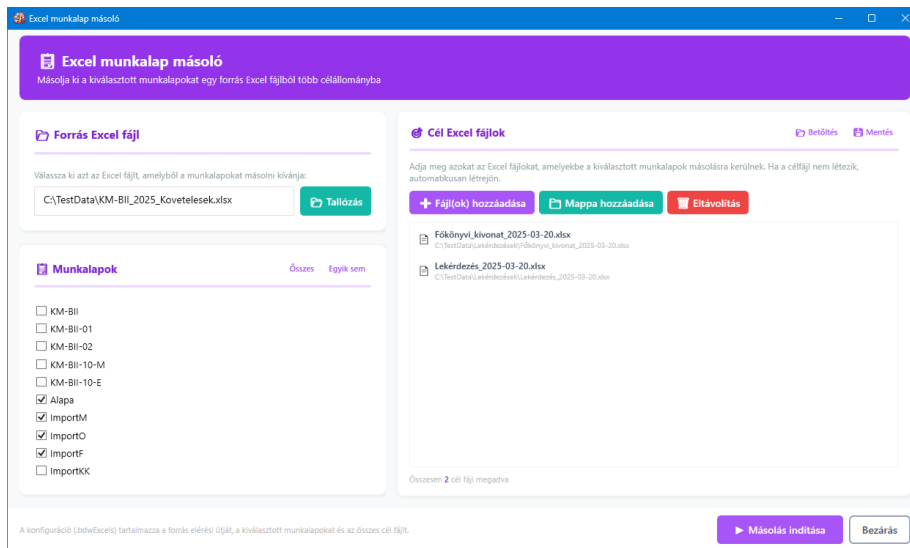 Excel munkalap másoló
Excel munkalap másoló
Másolja ki a kiválasztott munkalapokat egy forrás Excel fájlból több célállományba
Forrás Excel fájl
Válassza ki azt az Excel fájlt, amelyből a munkalapokat másolni kívánja:
C:\TestData\KM-BII_2025_Kovetelesek.xlsx
Tallózás
Munkalapok
Összes Egyik sem
KM-BII
KM-BII-01
KM-BII-02
KM-BII-10-M
KM-BII-10-E
Alapa
ImportM
ImportO
ImportF
ImportKK
Cél Excel fájlok
Betöltés Mentés
Adja meg azokat az Excel fájlokat, amelyekbe a kiválasztott munkalapok másolásra kerülnek. Ha a célfájl nem létezik,
automatikusan létrejön.
Fájl(ok) hozzáadása Mappa hozzáadása Eltávolítás
Főkönyvi_kivonat_2025-03-20.xlsx
C:\TestData\Lekérdezések\Főkönyvi_kivonat_2025-03-20.xlsx
Lekérdezés_2025-03-20.xlsx
C:\TestData\Lekérdezések\Lekérdezés_2025-03-20.xlsx
Összesen 2 cél fájl megadva
A konfiguráció (.bdwExcels) tartalmazza a forrás elérési útját, a kiválasztott munkalapokat és az összes cél fájlt.
Másolás indítása Bezárás